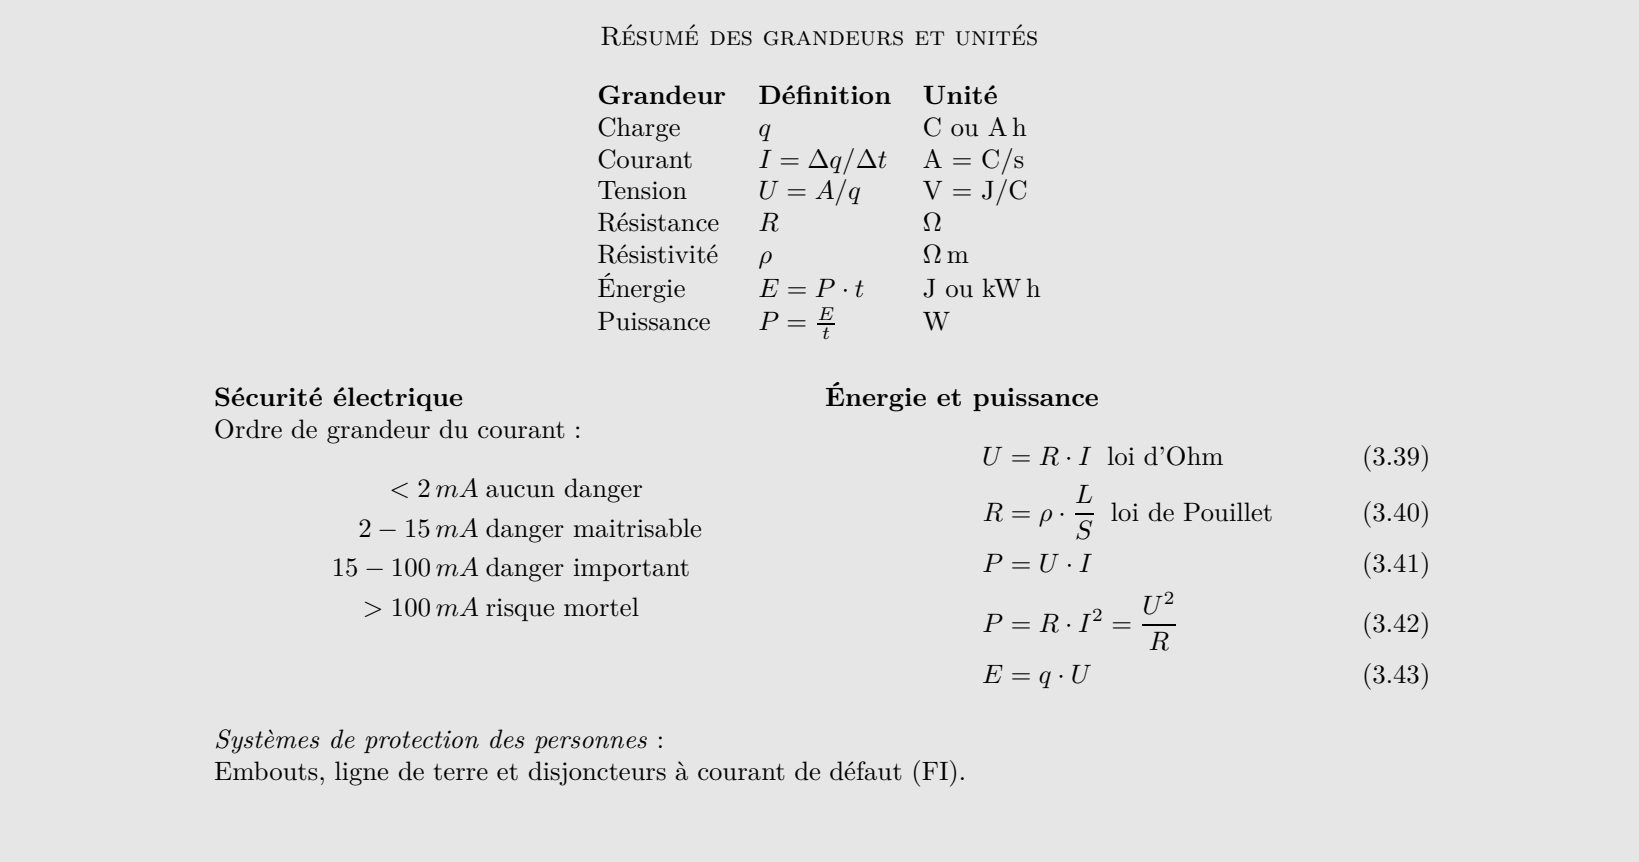 Résumé des grandeurs et unités
Grandeur Définition Unité
Charge q C ou A h
Courant I = Δq/Δt A = C/s
Tension U = A/q V = J/C
Résistance R Ω
Résistivité ρ Ω m
Énergie E = P · t J ou kW h
Puissance P = E/t W
Sécurité électrique
Ordre de grandeur du courant :
< 2 mA aucun danger
2 − 15 mA danger maitrisable
15 − 100 mA danger important
> 100 mA risque mortel
Énergie et puissance
U = R · I loi d'Ohm (3.39)
R = ρ · L/S loi de Pouillet (3.40)
P = U · I (3.41)
P = R · I² = U²/R (3.42)
E = q · U (3.43)
Systèmes de protection des personnes :
Embouts, ligne de terre et disjoncteurs à courant de défaut (FI).